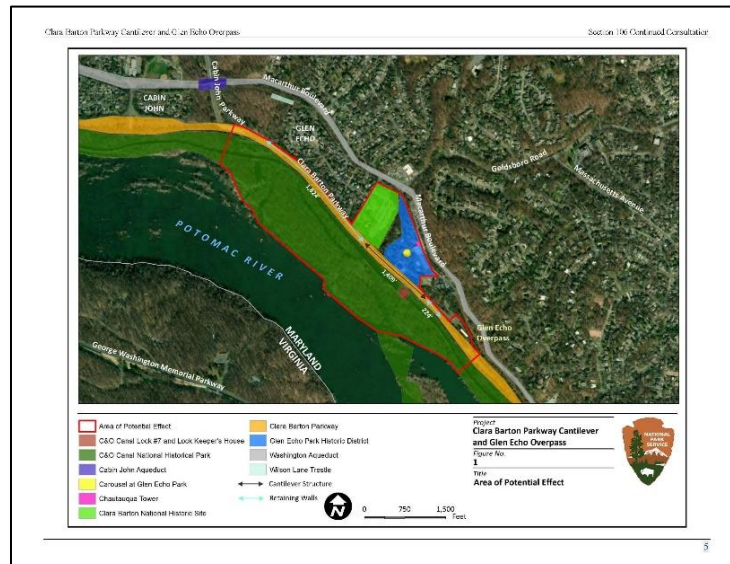 Clara Barton Parkway Cantilever and Glen Echo Overpass
Section 106 Continued Consultation
CABIN
JOHN
Cabin John Parkway
Macarthur Boulevard
GLEN
ECHO
Clara Barton Parkway
Goldsboro Road
Massachusetts Avenue
Macarthur Boulevard
POTOMAC RIVER
224'
Glen Echo
Overpass
MARYLAND
VIRGINIA
George Washington Memorial Parkway
Area of Potential Effect
C&O Canal Lock #7 and Lock Keeper's House
C&O Canal National Historical Park
Cabin John Aqueduct
Carousel at Glen Echo Park
Chautauqua Tower
Clara Barton National Historic Site
Clara Barton Parkway
Glen Echo Park Historic District
Washington Aqueduct
Wilson Lane Trestle
Cantilever Structure
Retaining Walls
N
0 750 1,500
Feet
Project
Clara Barton Parkway Cantilever
and Glen Echo Overpass
Figure No.
1
Title
Area of Potential Effect
NATIONAL
PARK
SERVICE
5